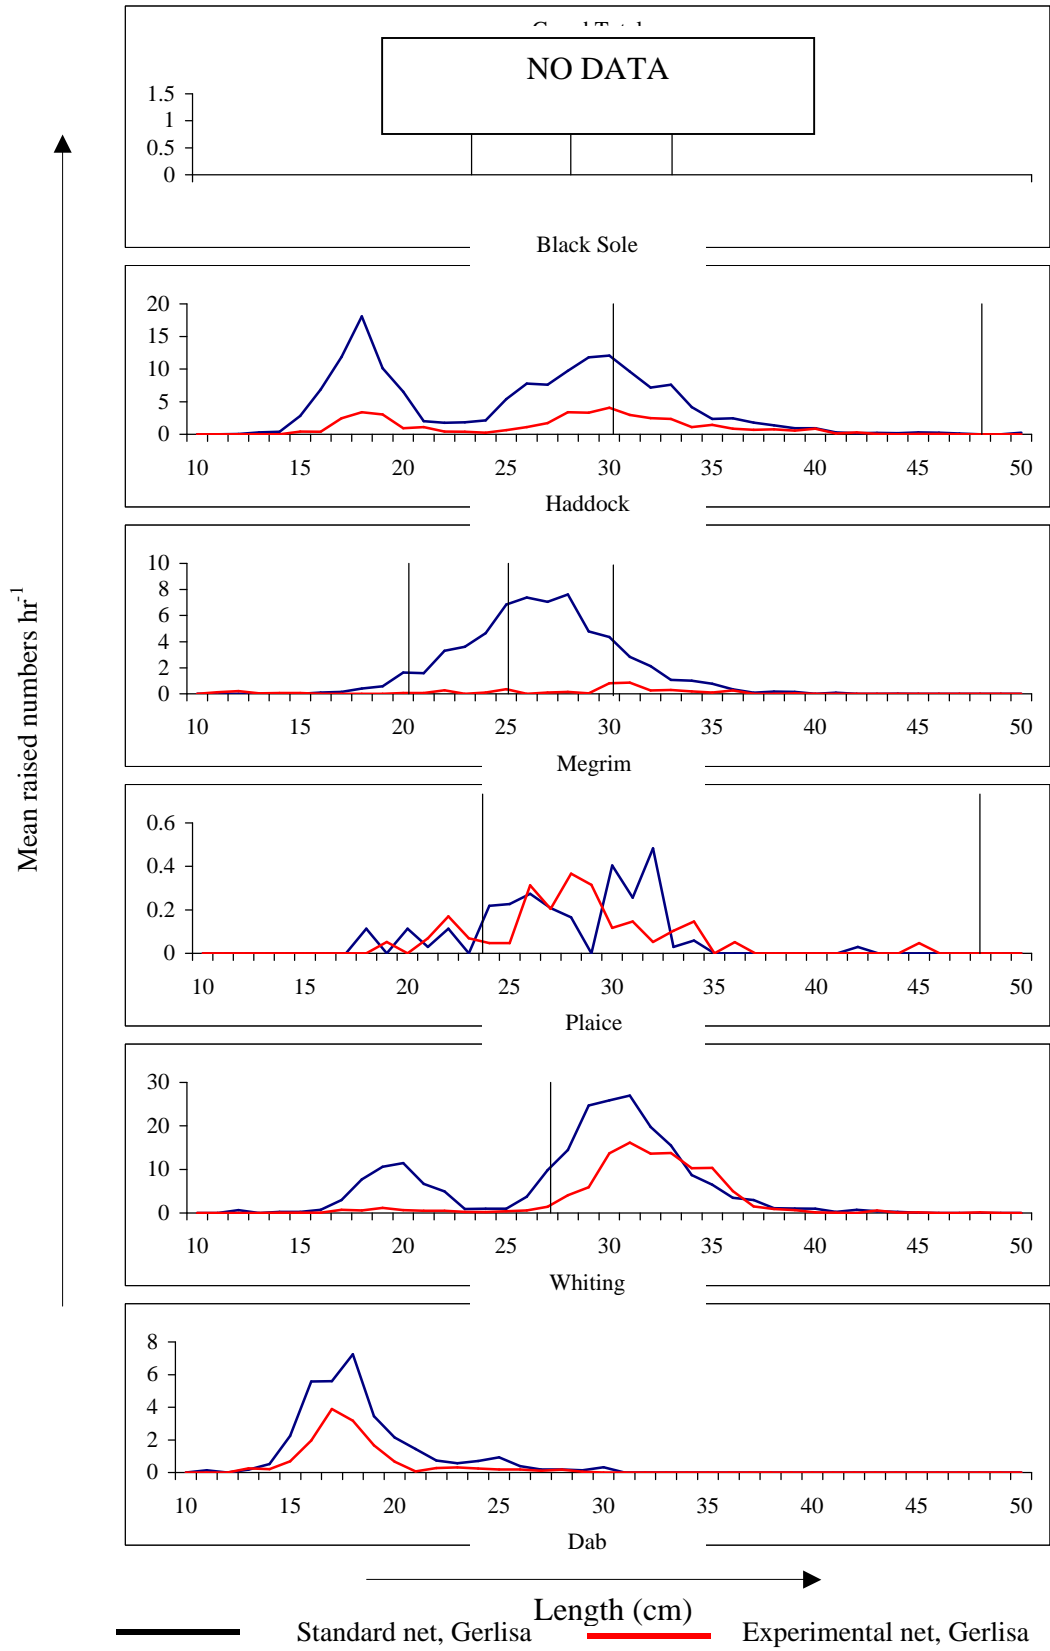 NO DATA
1.5
1
0.5
0
Black Sole
20
15
10
5
0
10 15 20 25 30 35 40 45 50
Haddock
10
8
6
4
2
0
10 15 20 25 30 35 40 45 50
Megrim
0.6
0.4
0.2
0
10 15 20 25 30 35 40 45 50
Plaice
30
20
10
0
10 15 20 25 30 35 40 45 50
Whiting
8
6
4
2
0
10 15 20 25 30 35 40 45 50
Dab
Mean raised numbers hr-1
Length (cm)
Standard net, Gerlisa Experimental net, Gerlisa